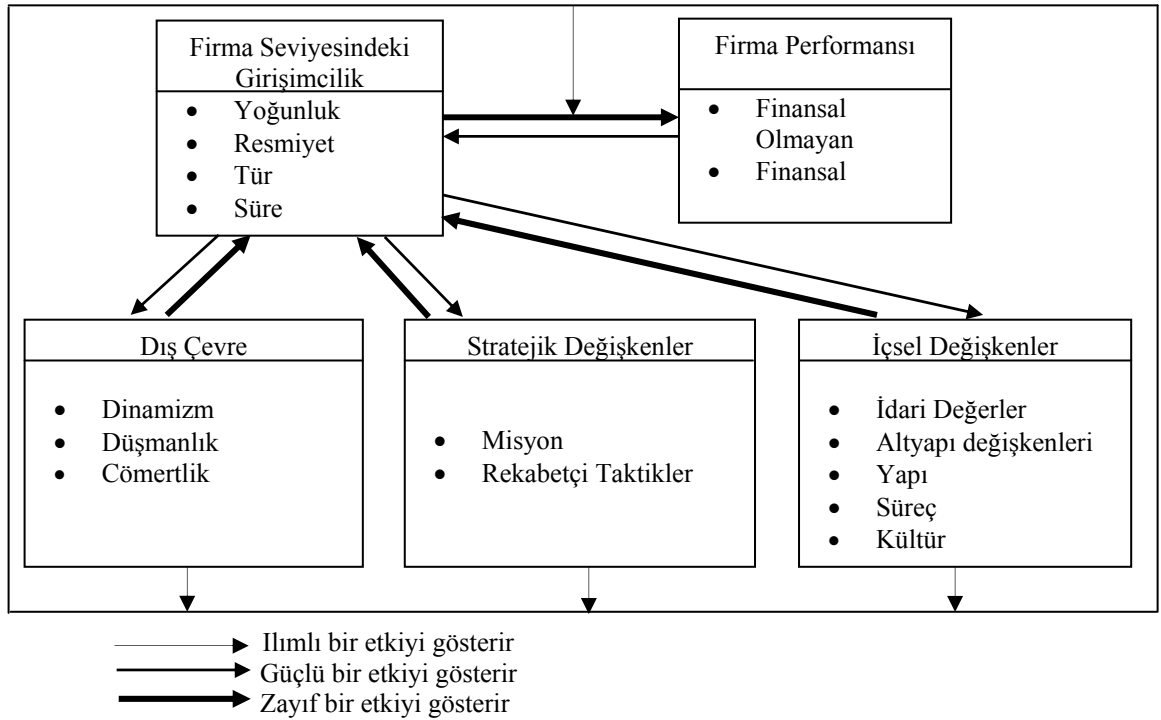 Firma Seviyesindeki
Girişimcilik
• Yoğunluk
• Resmiyet
• Tür
• Süre
Firma Performansı
• Finansal
Olmayan
• Finansal
Dış Çevre
• Dinamizm
• Düşmanlık
• Cömertlik
Stratejik Değişkenler
• Misyon
• Rekabetçi Taktikler
İçsel Değişkenler
• İdari Değerler
• Altyapı değişkenleri
• Yapı
• Süreç
• Kültür
Ilımlı bir etkiyi gösterir
Güçlü bir etkiyi gösterir
Zayıf bir etkiyi gösterir